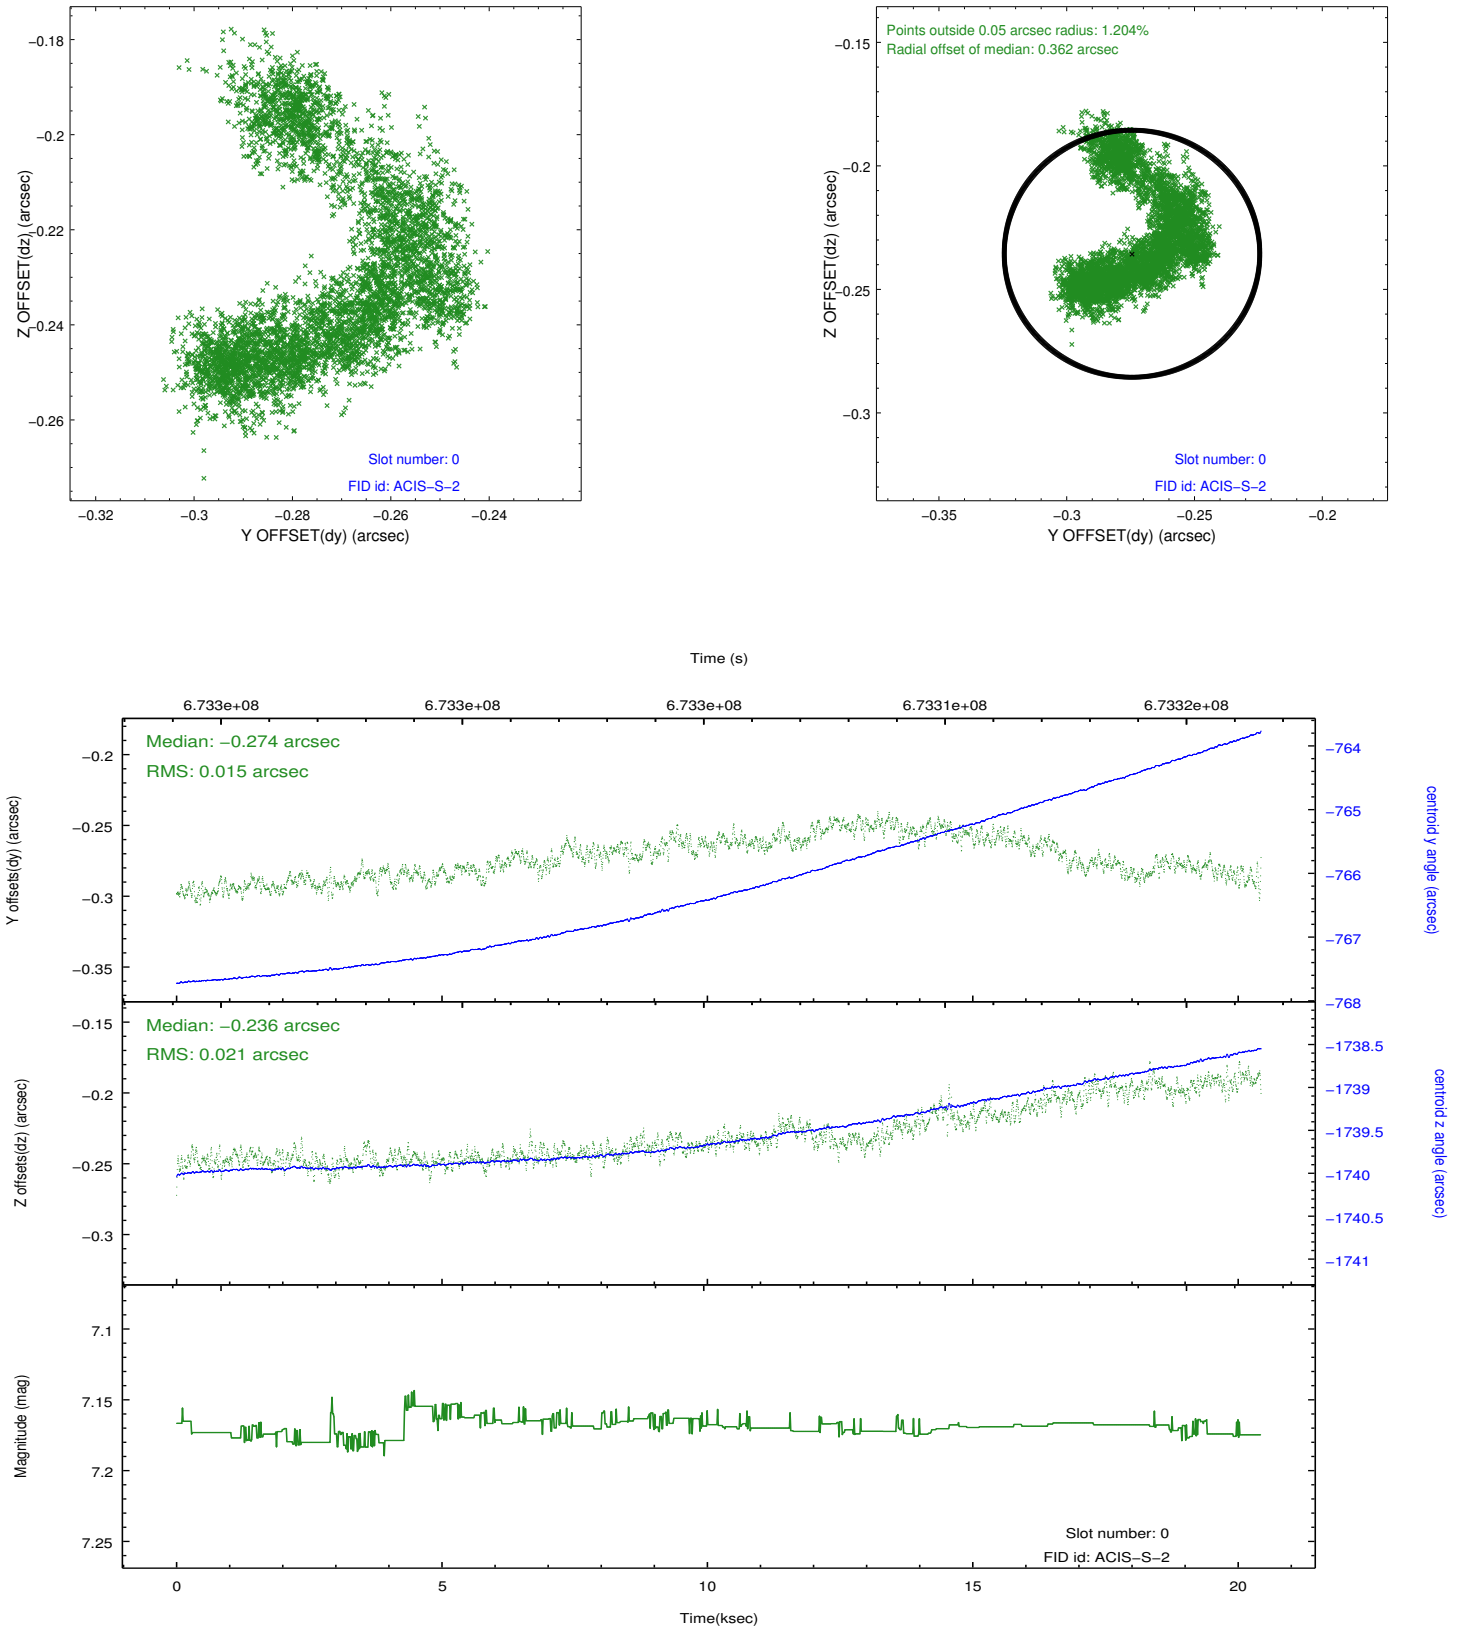 −0.18
−0.2
−0.22
−0.24
−0.26
Z OFFSET(dz) (arcsec)
Slot number: 0
FID id: ACIS−S−2
−0.32
−0.3
−0.28
−0.26
−0.24
Y OFFSET(dy) (arcsec)
Points outside 0.05 arcsec radius: 1.204%
Radial offset of median: 0.362 arcsec
−0.15
−0.2
−0.25
−0.3
Z OFFSET(dz) (arcsec)
Slot number: 0
FID id: ACIS−S−2
−0.35
−0.3
−0.25
−0.2
Y OFFSET(dy) (arcsec)
Time (s)
6.733e+08
6.733e+08
6.733e+08
6.7331e+08
6.7332e+08
Median: −0.274 arcsec
RMS: 0.015 arcsec
−0.2
−0.25
−0.3
−0.35
Y offsets(dy) (arcsec)
−764
−765
−766
−767
−768
centroid y angle (arcsec)
Median: −0.236 arcsec
RMS: 0.021 arcsec
−0.15
−0.2
−0.25
−0.3
Z offsets(dz) (arcsec)
−1738.5
−1739
−1739.5
−1740
−1740.5
−1741
centroid z angle (arcsec)
7.1
7.15
7.2
7.25
Magnitude (mag)
Slot number: 0
FID id: ACIS−S−2
0
5
10
15
20
Time(ksec)